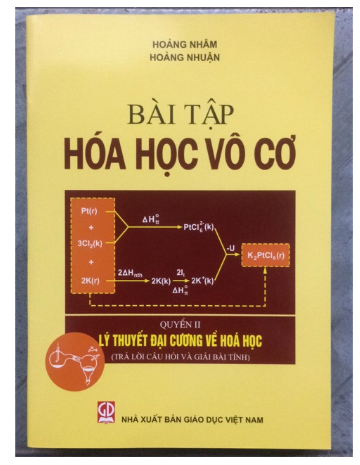 HOÀNG NHÂM
HOÀNG NHUẬN
BÀI TẬP
HÓA HỌC VÔ CƠ
Pt(r)
+
3Cl₂(k)
+
2K(r)
ΔH°ₜₜ
PtCl₆²⁻(k)
-U
K₂PtCl₆(r)
2ΔHₙₜₕ
2K(k)
2I₁
ΔH°ₜₜ
2K⁺(k)
QUYỂN II
LÝ THUYẾT ĐẠI CƯƠNG VỀ HOÁ HỌC
(TRẢ LỜI CÂU HỎI VÀ GIẢI BÀI TÍNH)
GD
NHÀ XUẤT BẢN GIÁO DỤC VIỆT NAM